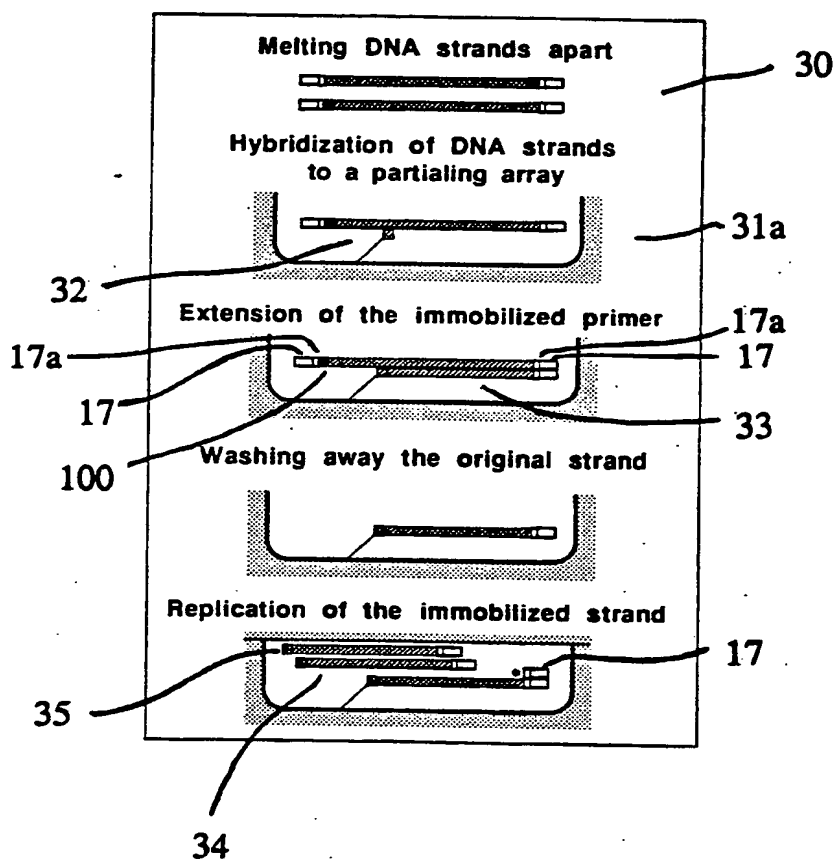 Melting DNA strands apart
30
Hybridization of DNA strands
to a partialing array
31a
32
Extension of the immobilized primer
17a
17a
17
17
33
100
Washing away the original strand
Replication of the immobilized strand
17
35
34